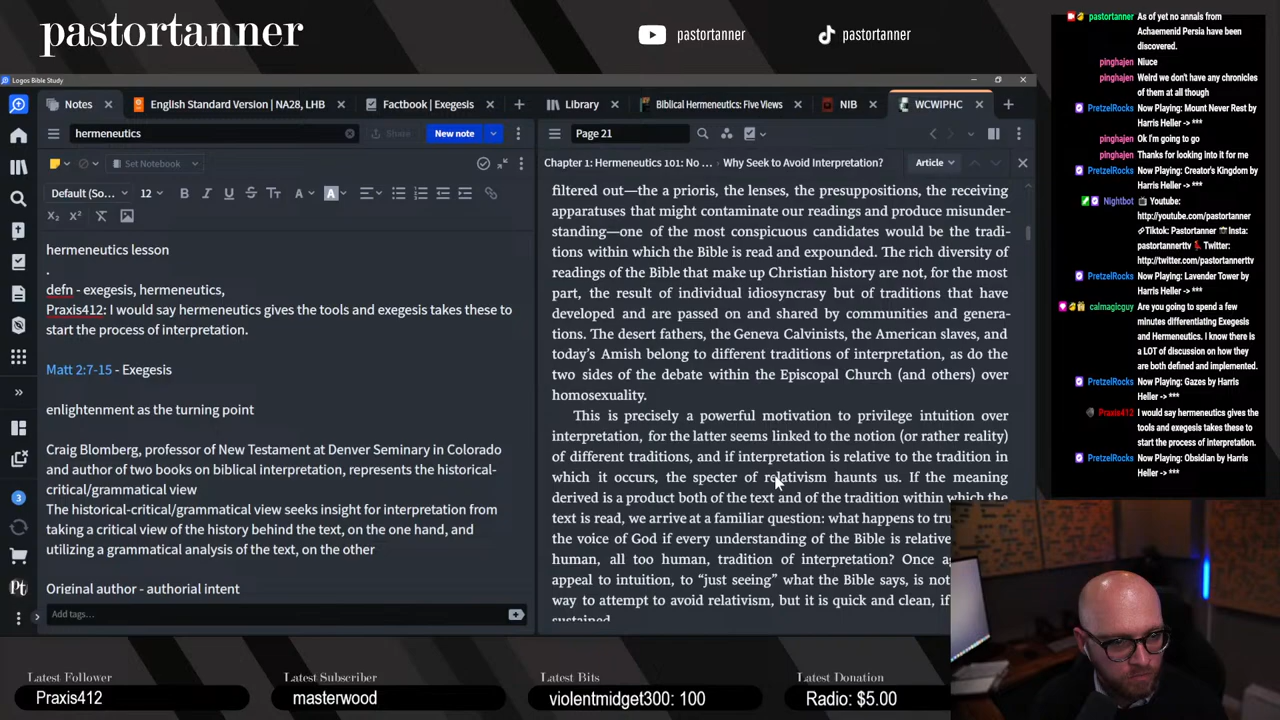 pastortanner
pastortanner
pastortanner
Logos Bible Study
Notes
English Standard Version | NA28, LHB
Factbook | Exegesis
Library
Biblical Hermeneutics: Five Views
NIB
WCWIPHC
hermeneutics
Share
New note
Page 21
Set Notebook
Chapter 1: Hermeneutics 101: No ... › Why Seek to Avoid Interpretation?
Article
Default (So...
12
B I U S
hermeneutics lesson
.
defn - exegesis, hermeneutics,
Praxis412: I would say hermeneutics gives the tools and exegesis takes these to
start the process of interpretation.
Matt 2:7-15 - Exegesis
enlightenment as the turning point
Craig Blomberg, professor of New Testament at Denver Seminary in Colorado
and author of two books on biblical interpretation, represents the historical-
critical/grammatical view
The historical-critical/grammatical view seeks insight for interpretation from
taking a critical view of the history behind the text, on the one hand, and
utilizing a grammatical analysis of the text, on the other
Original author - authorial intent
Add tags...
3
filtered out—the a prioris, the lenses, the presuppositions, the receiving
apparatuses that might contaminate our readings and produce misunder-
standing—one of the most conspicuous candidates would be the tradi-
tions within which the Bible is read and expounded. The rich diversity of
readings of the Bible that make up Christian history are not, for the most
part, the result of individual idiosyncrasy but of traditions that have
developed and are passed on and shared by communities and genera-
tions. The desert fathers, the Geneva Calvinists, the American slaves, and
today's Amish belong to different traditions of interpretation, as do the
two sides of the debate within the Episcopal Church (and others) over
homosexuality.
This is precisely a powerful motivation to privilege intuition over
interpretation, for the latter seems linked to the notion (or rather reality)
of different traditions, and if interpretation is relative to the tradition in
which it occurs, the specter of relativism haunts us. If the meaning
derived is a product both of the text and of the tradition within which the
text is read, we arrive at a familiar question: what happens to tru
the voice of God if every understanding of the Bible is relative
human, all too human, tradition of interpretation? Once a
appeal to intuition, to “just seeing” what the Bible says, is not
way to attempt to avoid relativism, but it is quick and clean, if
sustained
pastortanner As of yet no annals from
Achaemenid Persia have been
discovered.
pinghajen Niuce
pinghajen Weird we don't have any chronicles
of them at all though
PretzelRocks Now Playing: Mount Never Rest by
Harris Heller -> ***
pinghajen Ok I'm going to go
pinghajen Thanks for looking into it for me
PretzelRocks Now Playing: Creator's Kingdom by
Harris Heller -> ***
Nightbot Youtube:
http://youtube.com/pastortanner
Tiktok: Pastortanner Insta:
pastortannerttv Twitter:
http://twitter.com/pastortannerttv
PretzelRocks Now Playing: Lavender Tower by
Harris Heller -> ***
calmagicguy Are you going to spend a few
minutes differentiating Exegesis
and Hermeneutics. I know there is
a LOT of discussion on how they
are both defined and implemented.
PretzelRocks Now Playing: Gazes by Harris
Heller -> ***
Praxis412 I would say hermeneutics gives the
tools and exegesis takes these to
start the process of interpretation.
PretzelRocks Now Playing: Obsidian by Harris
Heller -> ***
Latest Follower
Praxis412
Latest Subscriber
masterwood
Latest Bits
violentmidget300: 100
Latest Donation
Radio: $5.00